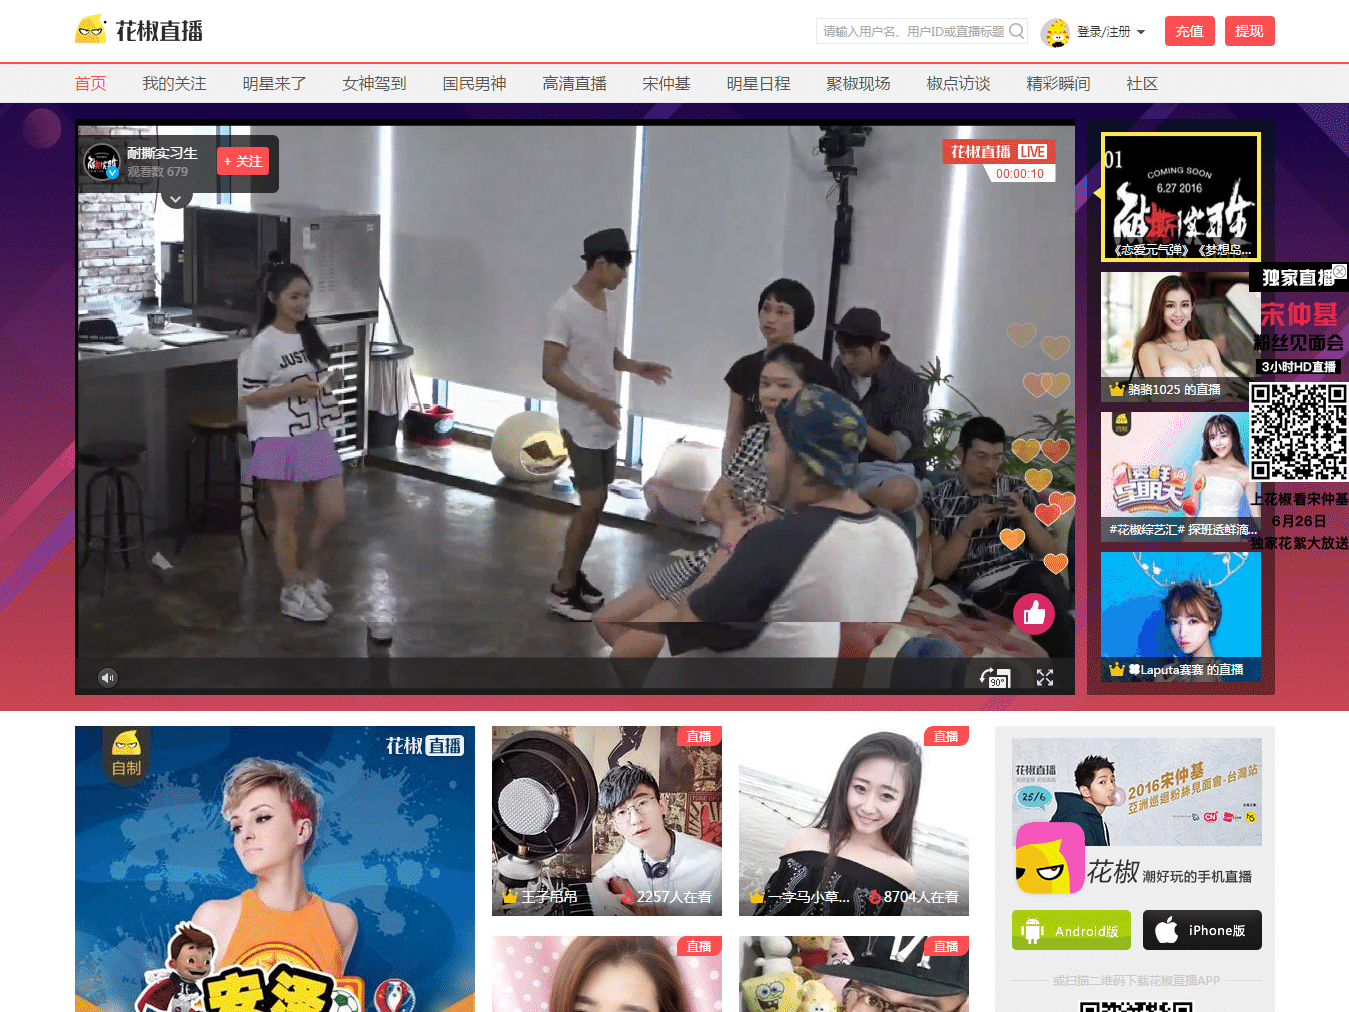 花椒直播
请输入用户名、用户ID或直播标题
登录/注册
充值
提现
首页 我的关注 明星来了 女神驾到 国民男神 高清直播 宋仲基 明星日程 聚椒现场 椒点访谈 精彩瞬间 社区
耐撕实习生
观看数 679
+ 关注
花椒直播 LIVE
00:00:10
JUST
90°
01
COMING SOON
6.27 2016
耐撕实习生
《恋爱元气弹》《梦想岛...
骆骆1025 的直播
自制
#花椒综艺汇# 探班透鲜滴...
Laputa赛赛 的直播
独家直播
宋仲基
粉丝见面会
3小时HD直播
上花椒看宋仲基
6月26日
独家花絮大放送
自制
花椒直播
直播
王子吊吊
2257人在看
直播
一字马小草...
8704人在看
直播
直播
花椒直播
25/6
2016宋仲基
亞洲巡迴粉絲見面會-台灣站
花椒 潮好玩的手机直播
Android版
iPhone版
或扫描二维码下载花椒直播APP